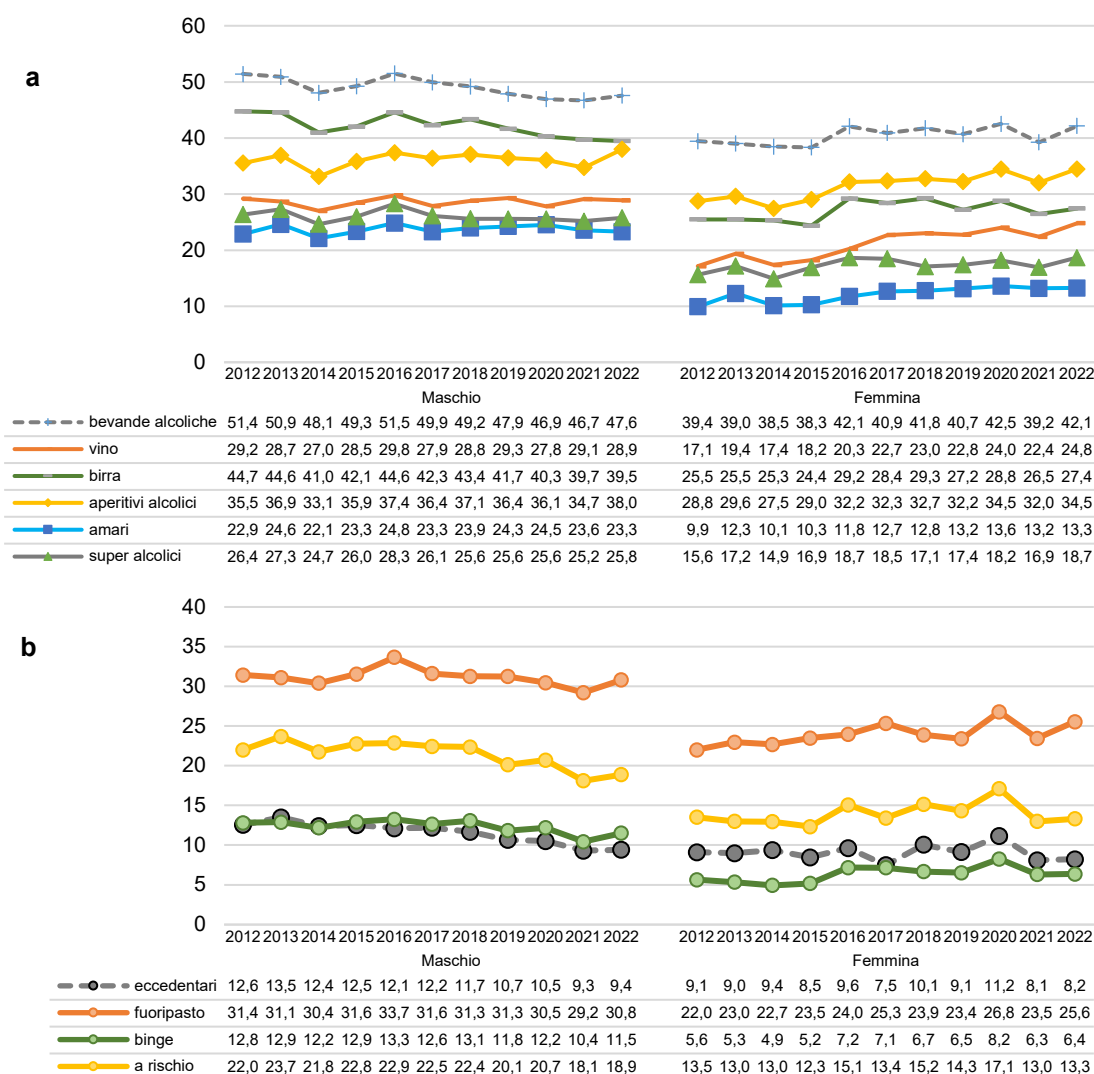 60
a
50
40
30
20
10
0
2012 2013 2014 2015 2016 2017 2018 2019 2020 2021 2022 2012 2013 2014 2015 2016 2017 2018 2019 2020 2021 2022
Maschio Femmina
bevande alcoliche 51,4 50,9 48,1 49,3 51,5 49,9 49,2 47,9 46,9 46,7 47,6 39,4 39,0 38,5 38,3 42,1 40,9 41,8 40,7 42,5 39,2 42,1
vino 29,2 28,7 27,0 28,5 29,8 27,9 28,8 29,3 27,8 29,1 28,9 17,1 19,4 17,4 18,2 20,3 22,7 23,0 22,8 24,0 22,4 24,8
birra 44,7 44,6 41,0 42,1 44,6 42,3 43,4 41,7 40,3 39,7 39,5 25,5 25,5 25,3 24,4 29,2 28,4 29,3 27,2 28,8 26,5 27,4
aperitivi alcolici 35,5 36,9 33,1 35,9 37,4 36,4 37,1 36,4 36,1 34,7 38,0 28,8 29,6 27,5 29,0 32,2 32,3 32,7 32,2 34,5 32,0 34,5
amari 22,9 24,6 22,1 23,3 24,8 23,3 23,9 24,3 24,5 23,6 23,3 9,9 12,3 10,1 10,3 11,8 12,7 12,8 13,2 13,6 13,2 13,3
super alcolici 26,4 27,3 24,7 26,0 28,3 26,1 25,6 25,6 25,6 25,2 25,8 15,6 17,2 14,9 16,9 18,7 18,5 17,1 17,4 18,2 16,9 18,7
40
b
35
30
25
20
15
10
5
0
2012 2013 2014 2015 2016 2017 2018 2019 2020 2021 2022 2012 2013 2014 2015 2016 2017 2018 2019 2020 2021 2022
Maschio Femmina
eccedentari 12,6 13,5 12,4 12,5 12,1 12,2 11,7 10,7 10,5 9,3 9,4 9,1 9,0 9,4 8,5 9,6 7,5 10,1 9,1 11,2 8,1 8,2
fuoripasto 31,4 31,1 30,4 31,6 33,7 31,6 31,3 31,3 30,5 29,2 30,8 22,0 23,0 22,7 23,5 24,0 25,3 23,9 23,4 26,8 23,5 25,6
binge 12,8 12,9 12,2 12,9 13,3 12,6 13,1 11,8 12,2 10,4 11,5 5,6 5,3 4,9 5,2 7,2 7,1 6,7 6,5 8,2 6,3 6,4
a rischio 22,0 23,7 21,8 22,8 22,9 22,5 22,4 20,1 20,7 18,1 18,9 13,5 13,0 13,0 12,3 15,1 13,4 15,2 14,3 17,1 13,0 13,3